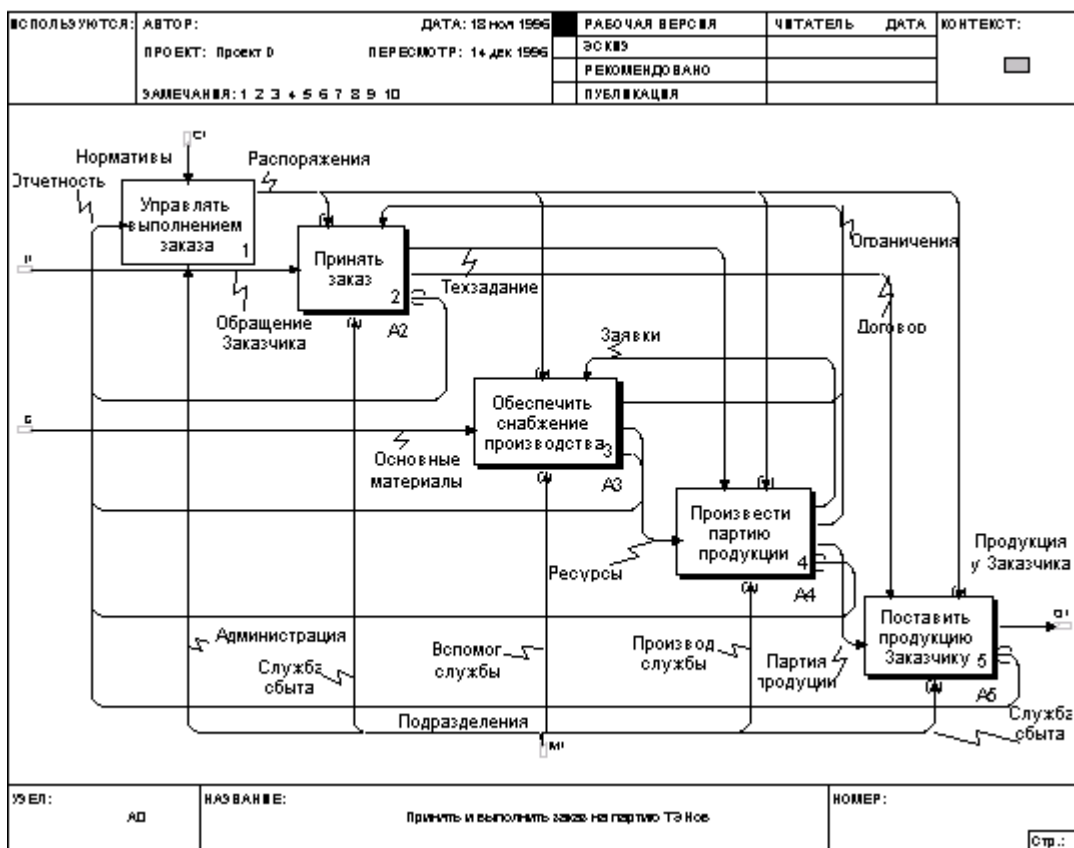 ИСПОЛЬЗУЮТСЯ:
АВТОР:
ДАТА: 18 ноя 1996
ПРОЕКТ: Проект 0
ПЕРЕСМОТР: 14 дек 1996
ЗАМЕЧАНИЯ: 1 2 3 4 5 6 7 8 9 10
РАБОЧАЯ ВЕРСИЯ
ЭСКИЗ
РЕКОМЕНДОВАНО
ПУБЛИКАЦИЯ
ЧИТАТЕЛЬ
ДАТА
КОНТЕКСТ:
C1
Нормативы
Распоряжения
Отчетность
Управлять
выполнением
заказа
1
Ограничения
Принять
заказ
2
Техзадание
Обращение
Заказчика
A2
Договор
Заявки
Обеспечить
снабжение
производства
3
Основные
материалы
A3
Произвести
партию
продукции
4
Продукция
у Заказчика
Ресурсы
A4
O1
Поставить
продукцию
Заказчику
5
Администрация
Служба
сбыта
Вспомог
службы
Производ
службы
Партия
продуции
A5
Подразделения
Служба
сбыта
M1
УЗЕЛ:
A0
НАЗВАНИЕ:
Принять и выполнить заказ на партию ТЭНов
НОМЕР:
Стр.: